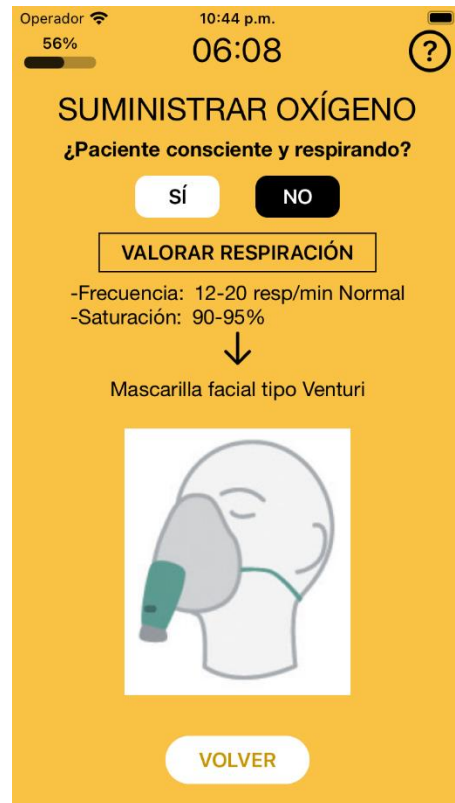 Operador 10:44 p.m.
56% 06:08 ?
SUMINISTRAR OXÍGENO
¿Paciente consciente y respirando?
SÍ NO
VALORAR RESPIRACIÓN
-Frecuencia: 12-20 resp/min Normal
-Saturación: 90-95%
Mascarilla facial tipo Venturi
VOLVER